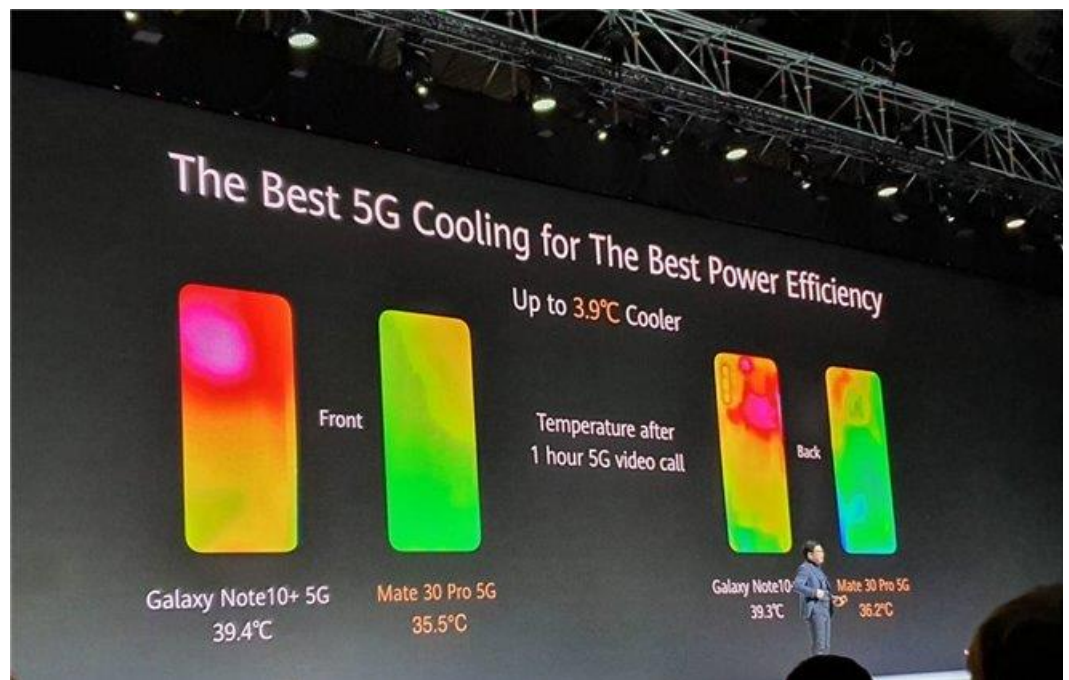 The Best 5G Cooling for The Best Power Efficiency
Up to 3.9℃ Cooler
Front
Temperature after
1 hour 5G video call
Back
Galaxy Note10+ 5G
39.4℃
Mate 30 Pro 5G
35.5°C
Galaxy Note10
39.3℃
Mate 30 Pro 5G
36.2℃